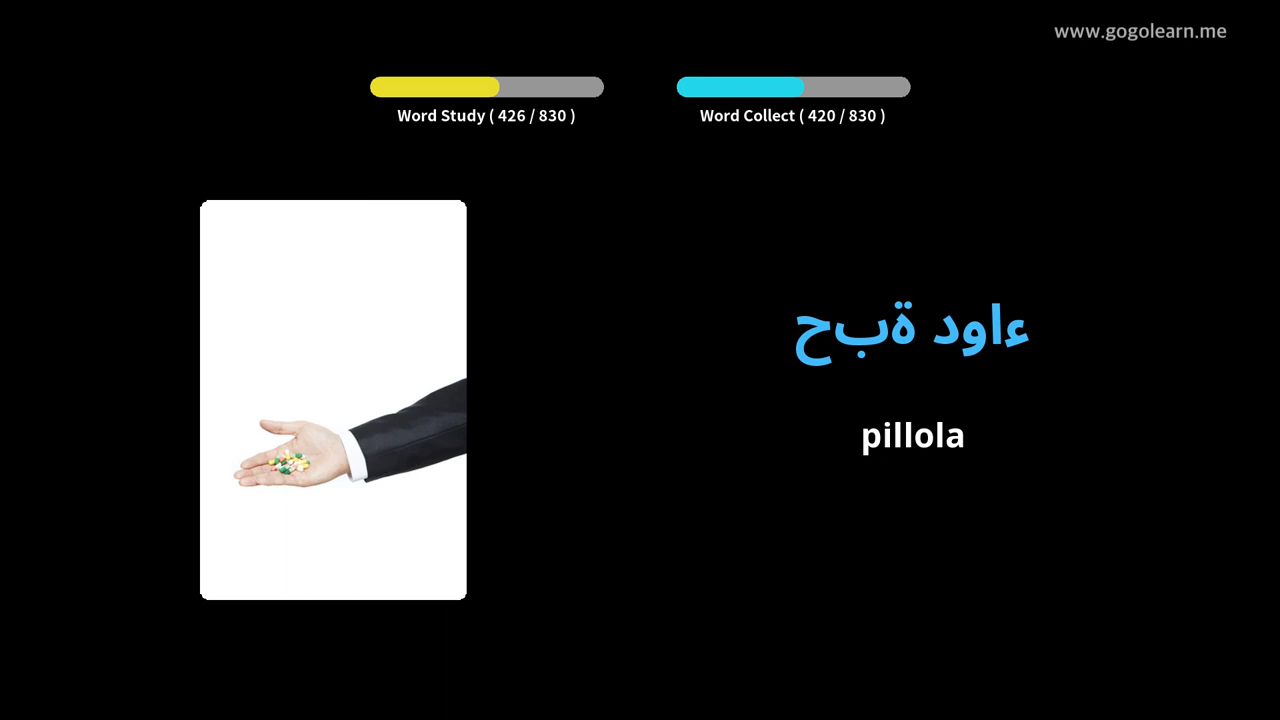 www.gogolearn.me
Word Study ( 426 / 830 )
Word Collect ( 420 / 830 )
حبة دواء
pillola